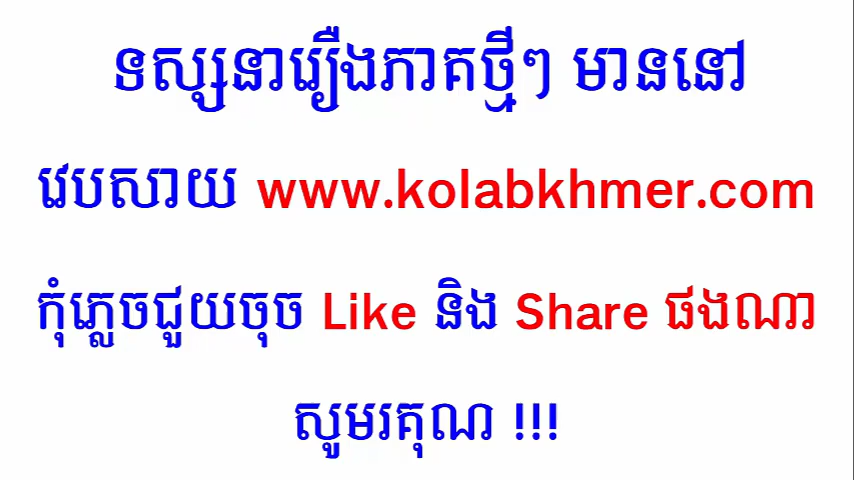 ទស្សនារឿងភាគថ្មីៗ មាននៅ
វេបសាយ www.kolabkhmer.com
កុំភ្លេចជួយចុច Like និង Share ផងណា
សូមរគុណ !!!